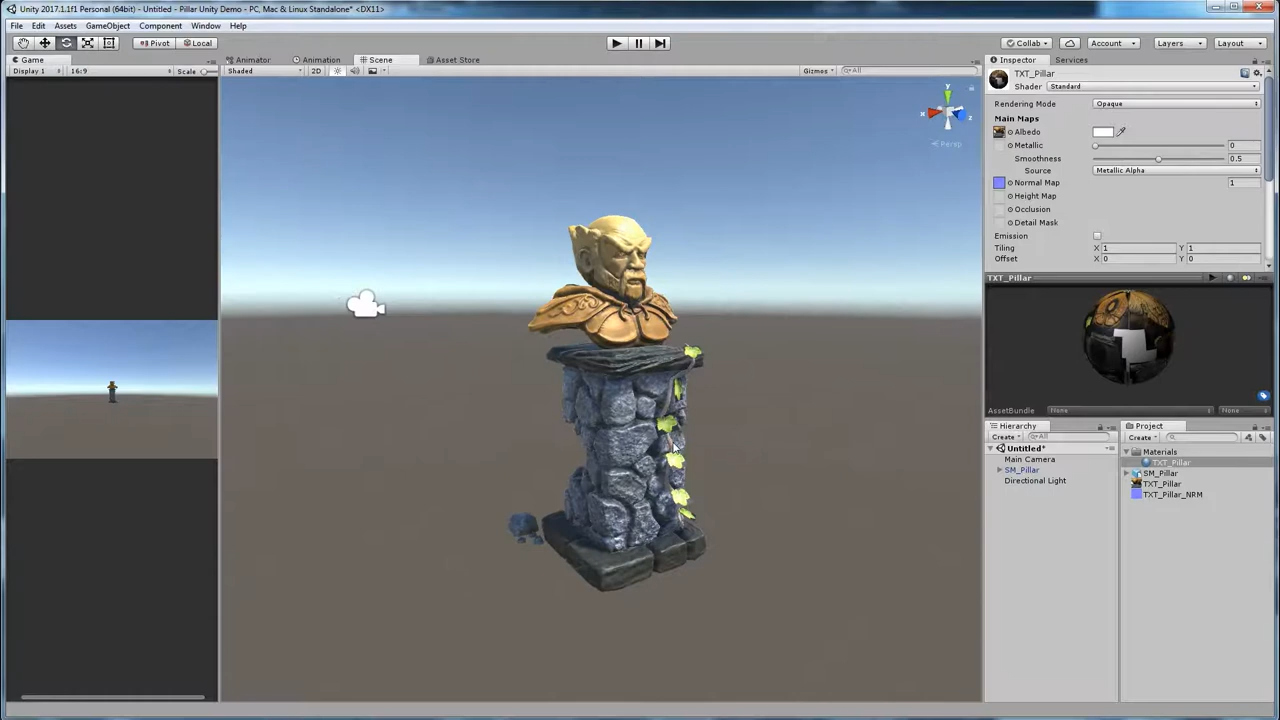 Unity 2017.1.1f1 Personal (64bit) - Untitled - Pillar Unity Demo - PC, Mac & Linux Standalone* <DX11>
File Edit Assets GameObject Component Window Help
Pivot Local Collab Account Layers Layout
Game Animator Animation Scene Asset Store Inspector Services
Display 1 16:9 Scale Shaded 2D Gizmos All
TXT_Pillar
Shader Standard
Rendering Mode Opaque
Main Maps
Albedo
Metallic 0
Smoothness 0.5
Source Metallic Alpha
Normal Map 1
Height Map
Occlusion
Detail Mask
Emission
Tiling X 1 Y 1
Offset X 0 Y 0
y
x z
Persp
TXT_Pillar
AssetBundle None None
Hierarchy
Create All
Untitled*
Main Camera
SM_Pillar
Directional Light
Project
Create
Materials
TXT_Pillar
SM_Pillar
TXT_Pillar
TXT_Pillar_NRM